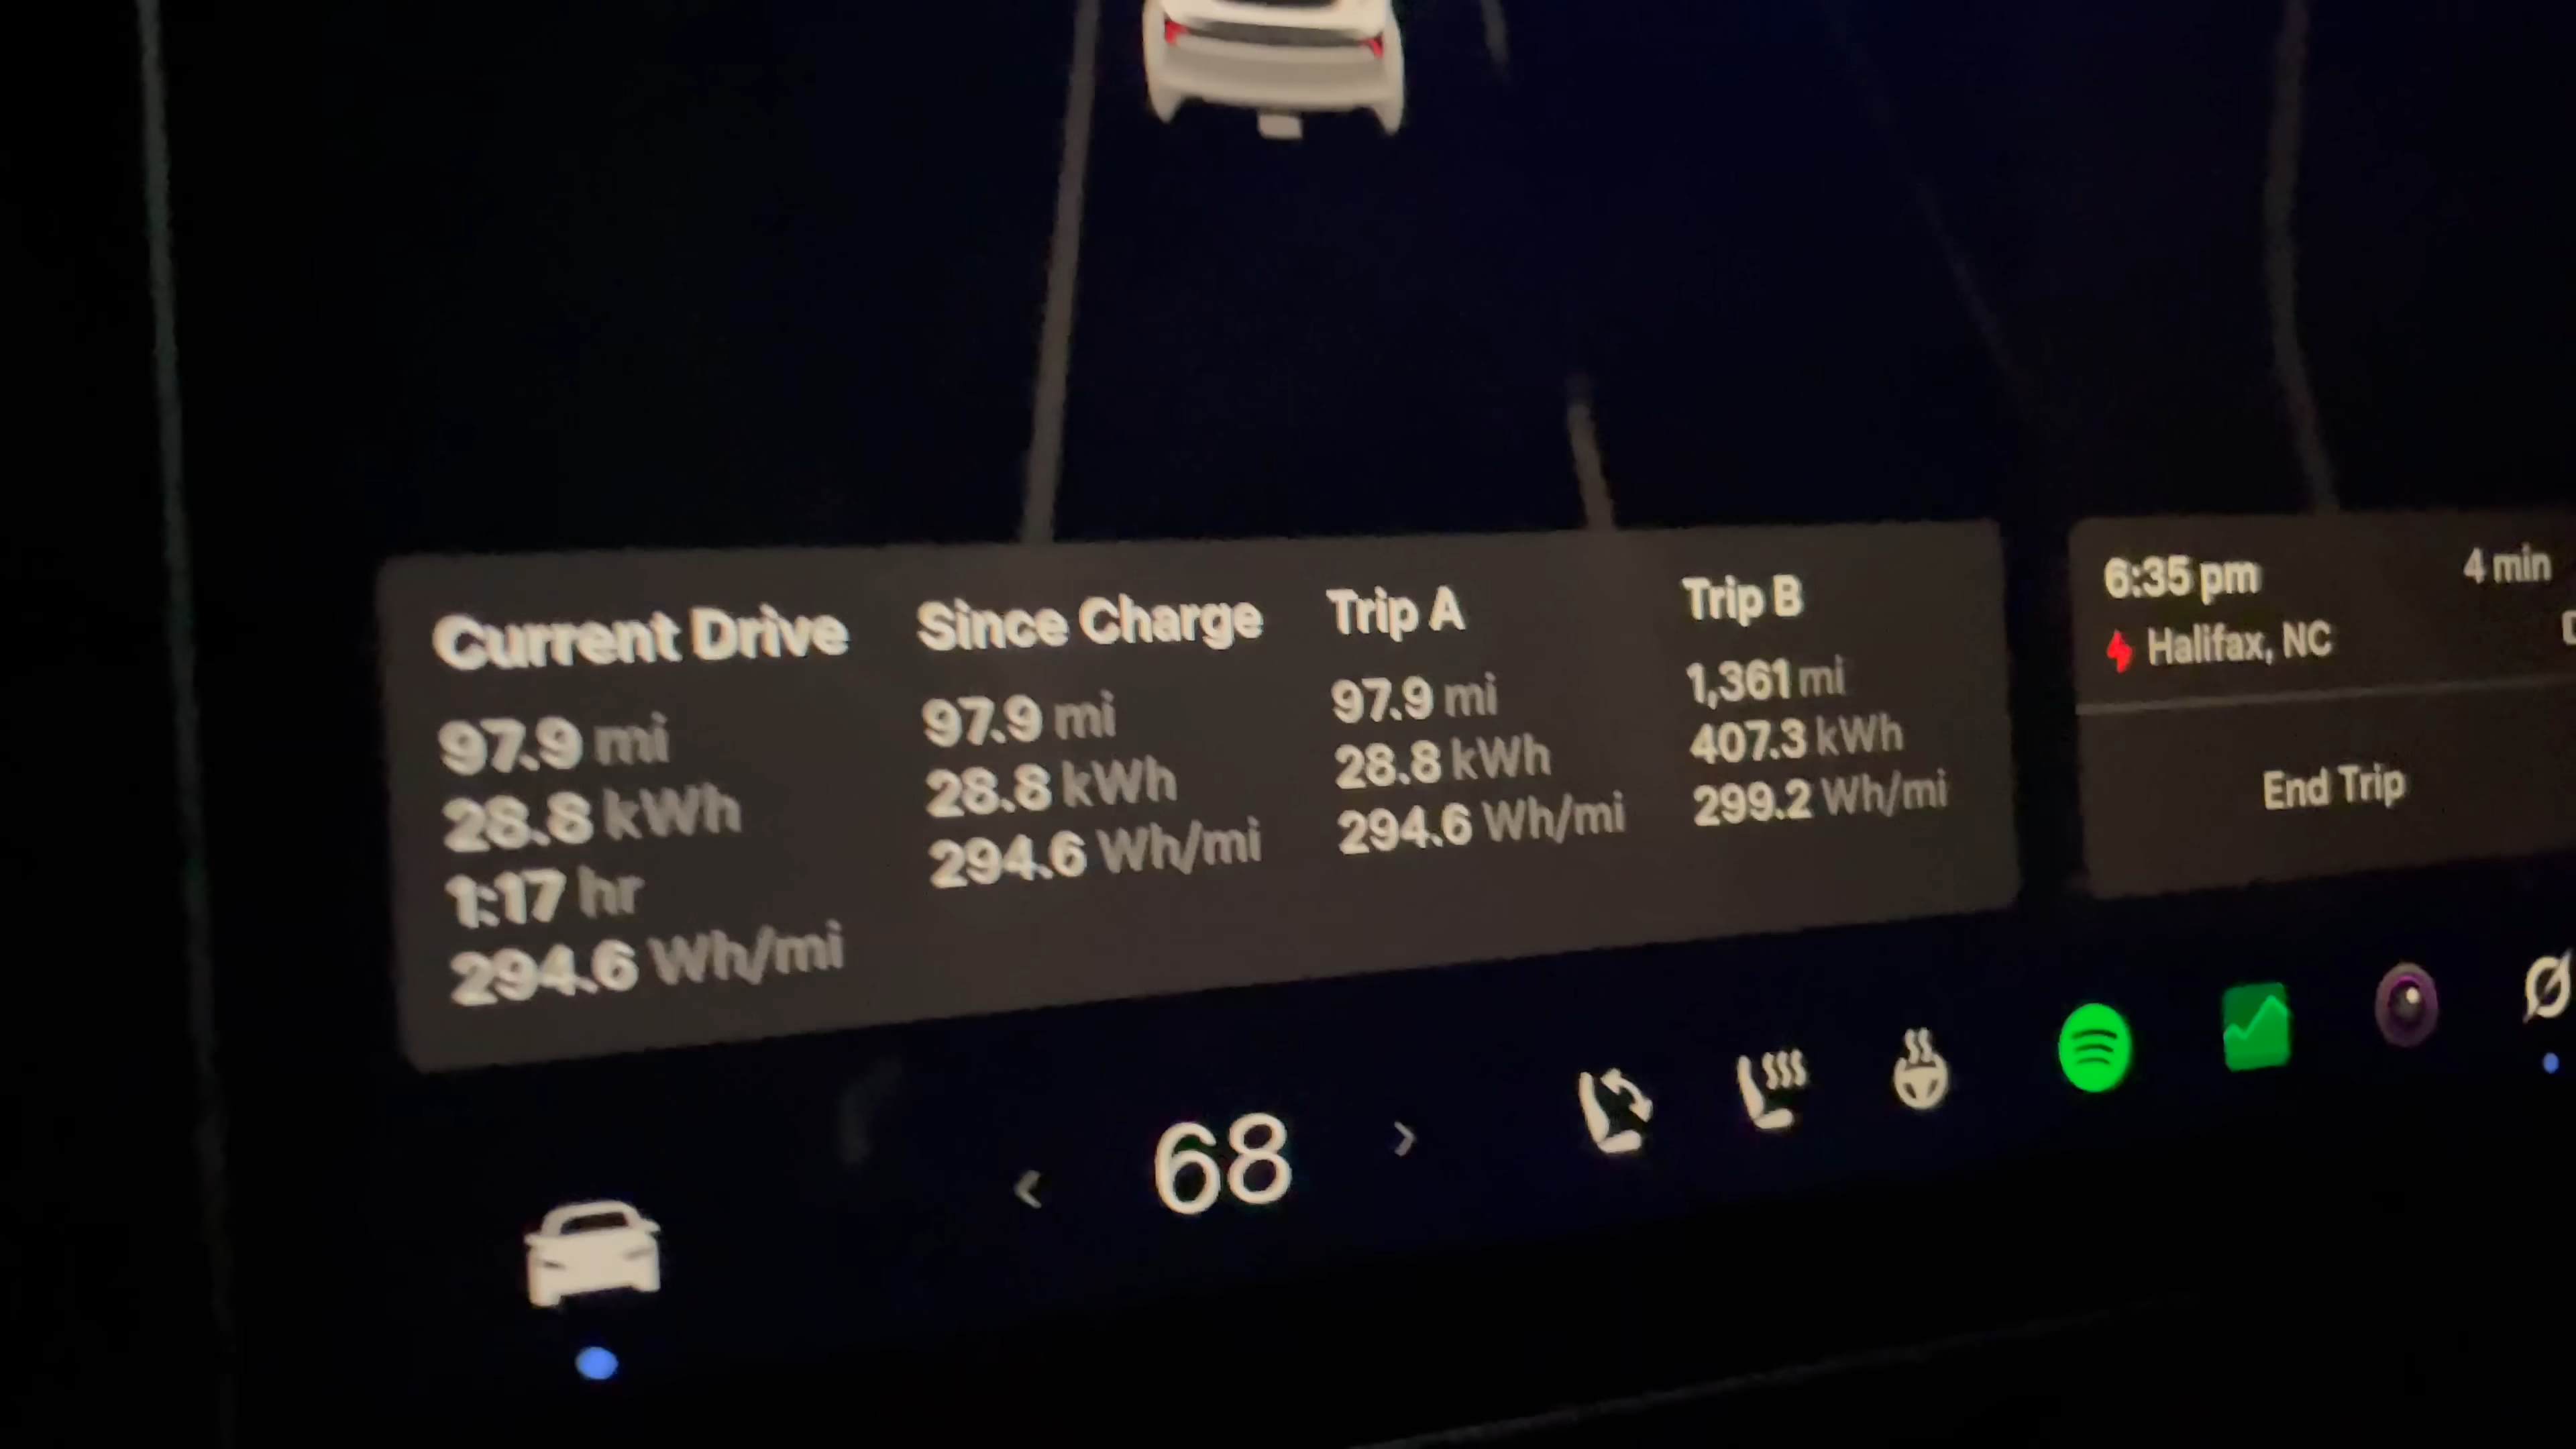 Current Drive
97.9 mi
28.8 kWh
1:17 hr
294.6 Wh/mi
Since Charge
97.9 mi
28.8 kWh
294.6 Wh/mi
Trip A
97.9 mi
28.8 kWh
294.6 Wh/mi
Trip B
1,361 mi
407.3 kWh
299.2 Wh/mi
6:35 pm
4 min
Halifax, NC
End Trip
68